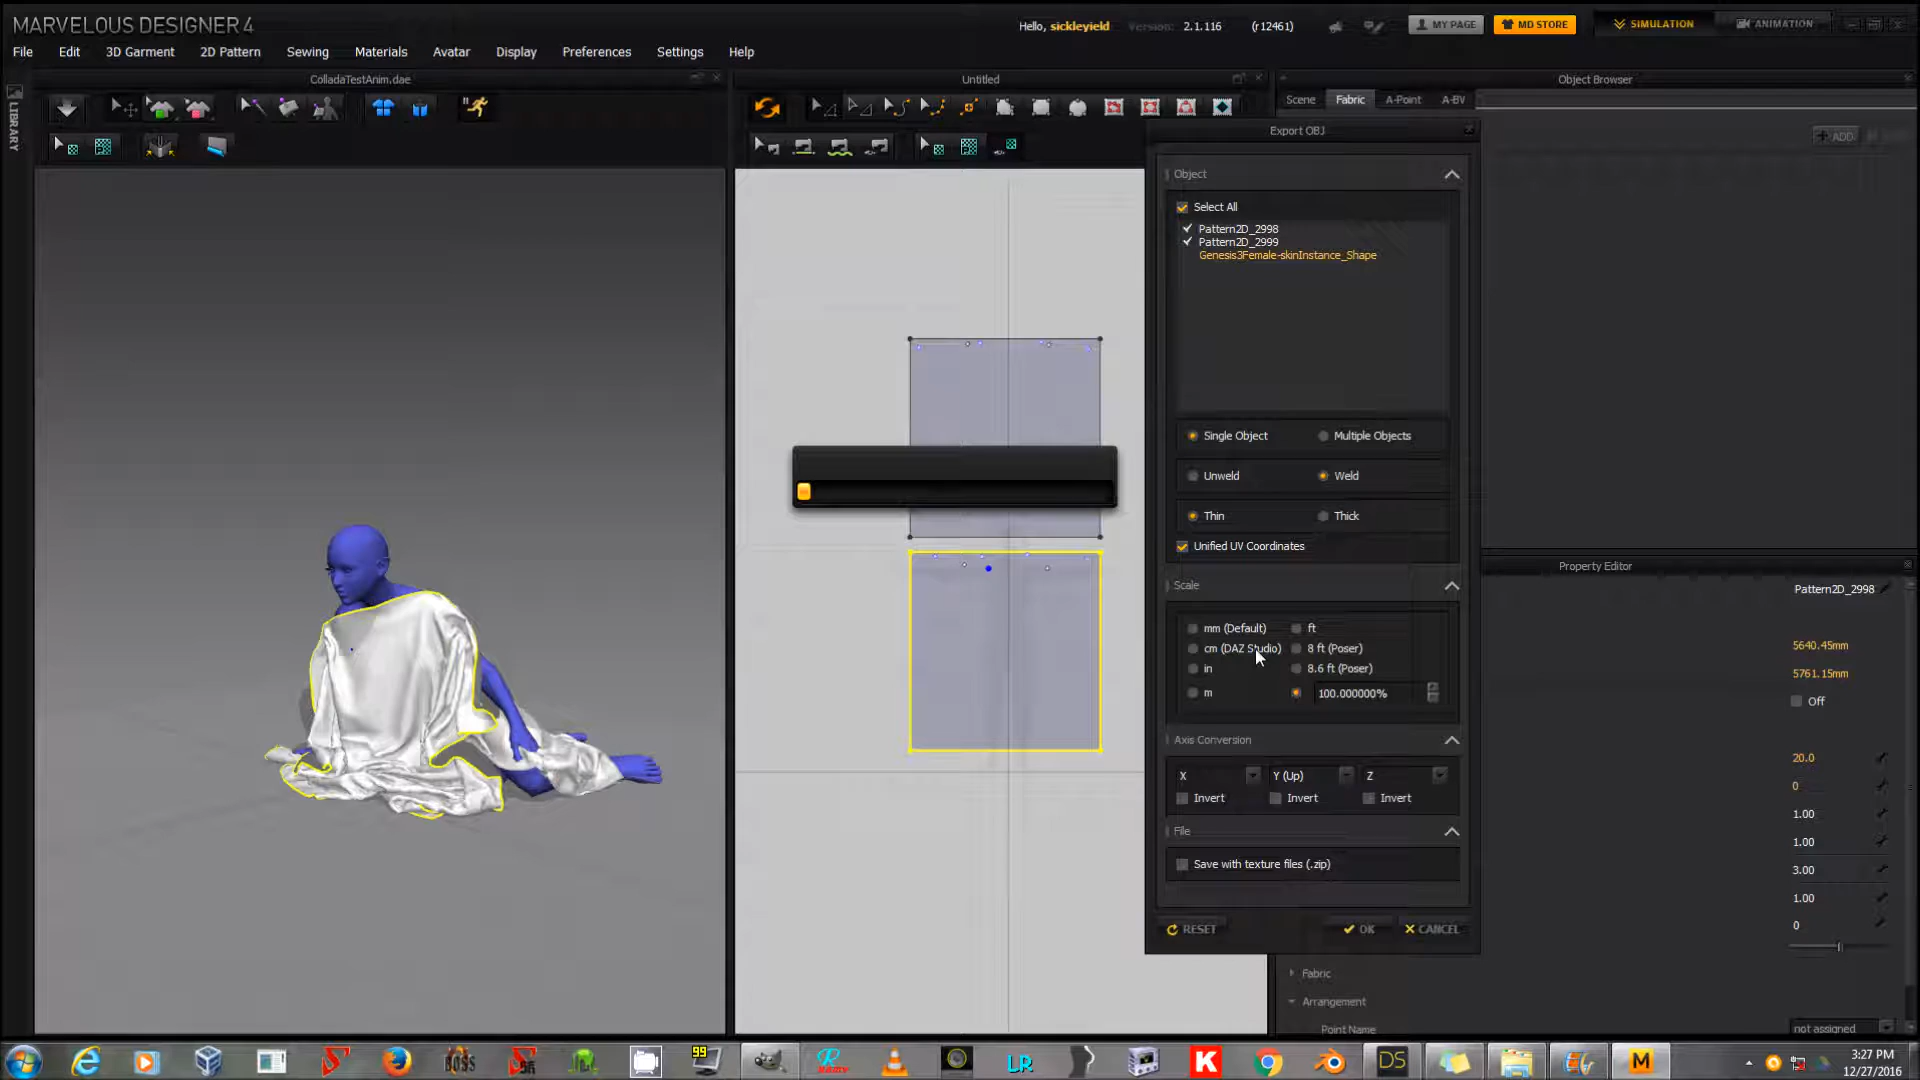 MARVELOUS DESIGNER 4
Hello, sickleyield Version: 2.1.116 (r12461)
MY PAGE
MD STORE
SIMULATION
ANIMATION
File Edit 3D Garment 2D Pattern Sewing Materials Avatar Display Preferences Settings Help
LIBRARY
ColladaTestAnim.dae
Untitled
Object Browser
Scene Fabric A-Point A-BV
+ ADD
Export OBJ
Object
Select All
Pattern2D_2998
Pattern2D_2999
Genesis3Female-skinInstance_Shape
Single Object Multiple Objects
Unweld Weld
Thin Thick
Unified UV Coordinates
Scale
mm (Default) ft
cm (DAZ Studio) 8 ft (Poser)
in 8.6 ft (Poser)
m 100.000000%
Axis Conversion
X Y (Up) Z
Invert Invert Invert
File
Save with texture files (.zip)
RESET OK CANCEL
Property Editor
Pattern2D_2998
5640.45mm
5761.15mm
Off
20.0
0
1.00
1.00
3.00
1.00
0
Fabric
Arrangement
Point Name not assigned
BOSS
99
LR
K
DS
M
3:27 PM
12/27/2016